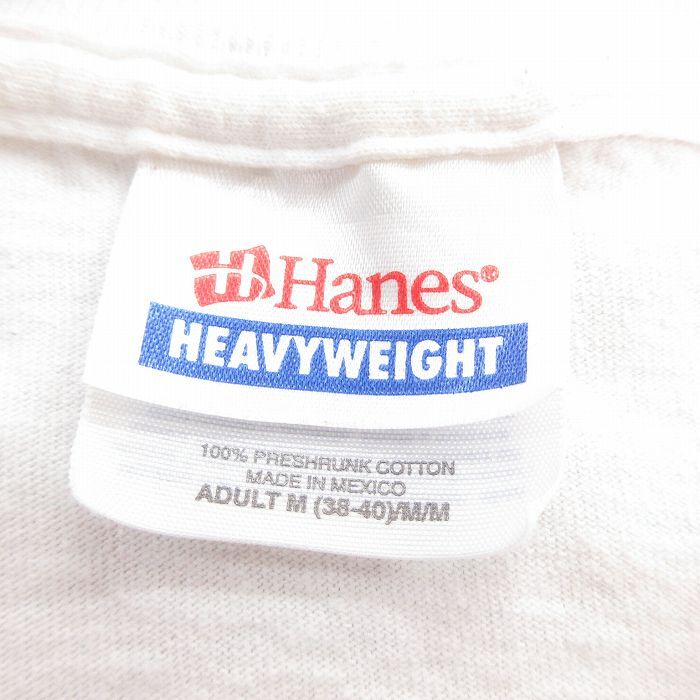 Hanes®
HEAVYWEIGHT
100% PRESHRUNK COTTON
MADE IN MEXICO
ADULT M (38-40)/M/M